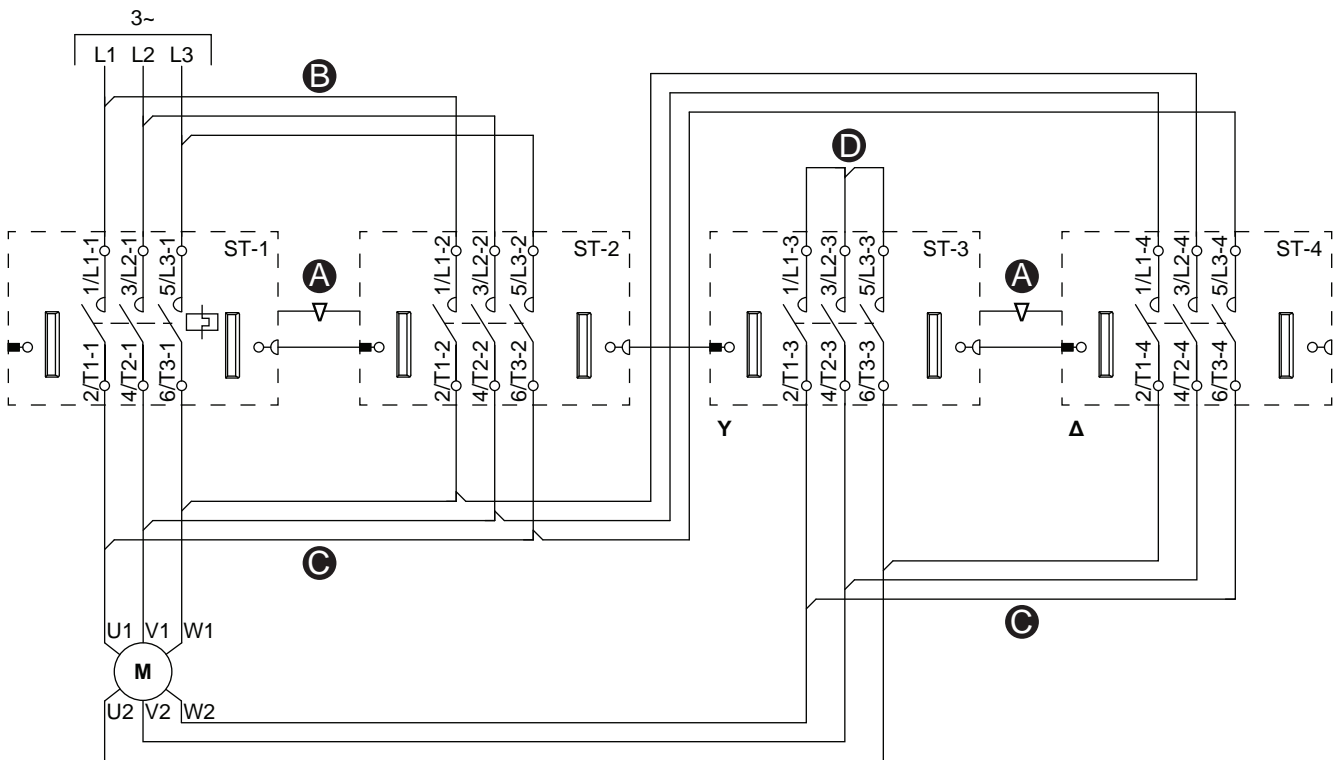 3~
L1 L2 L3
B
D
1/L1-1 3/L2-1 5/L3-1 ST-1
A
1/L1-2 3/L2-2 5/L3-2 ST-2
1/L1-3 3/L2-3 5/L3-3 ST-3
A
1/L1-4 3/L2-4 5/L3-4 ST-4
2/T1-1 4/T2-1 6/T3-1
2/T1-2 4/T2-2 6/T3-2
2/T1-3 4/T2-3 6/T3-3
2/T1-4 4/T2-4 6/T3-4
Y
Δ
C
C
U1 V1 W1
M
U2 V2 W2